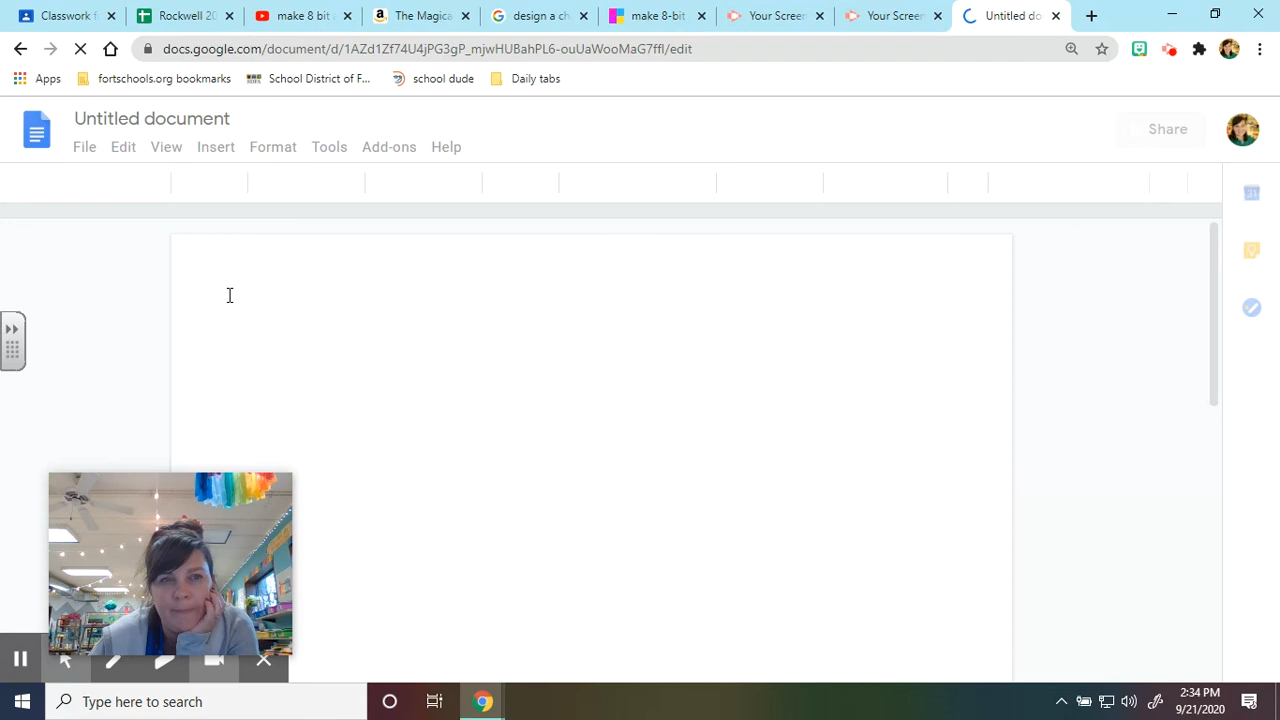 Classwork f
Rockwell 20
make 8 bit a
The Magica
design a ch
make 8-bit
Your Screen
Your Screen
Untitled do
docs.google.com/document/d/1AZd1Zf74U4jPG3gP_mjwHUBahPL6-ouUaWooMaG7ffI/edit
Apps
fortschools.org bookmarks
School District of F...
school dude
Daily tabs
Untitled document
Share
File Edit View Insert Format Tools Add-ons Help
31
Type here to search
2:34 PM
9/21/2020